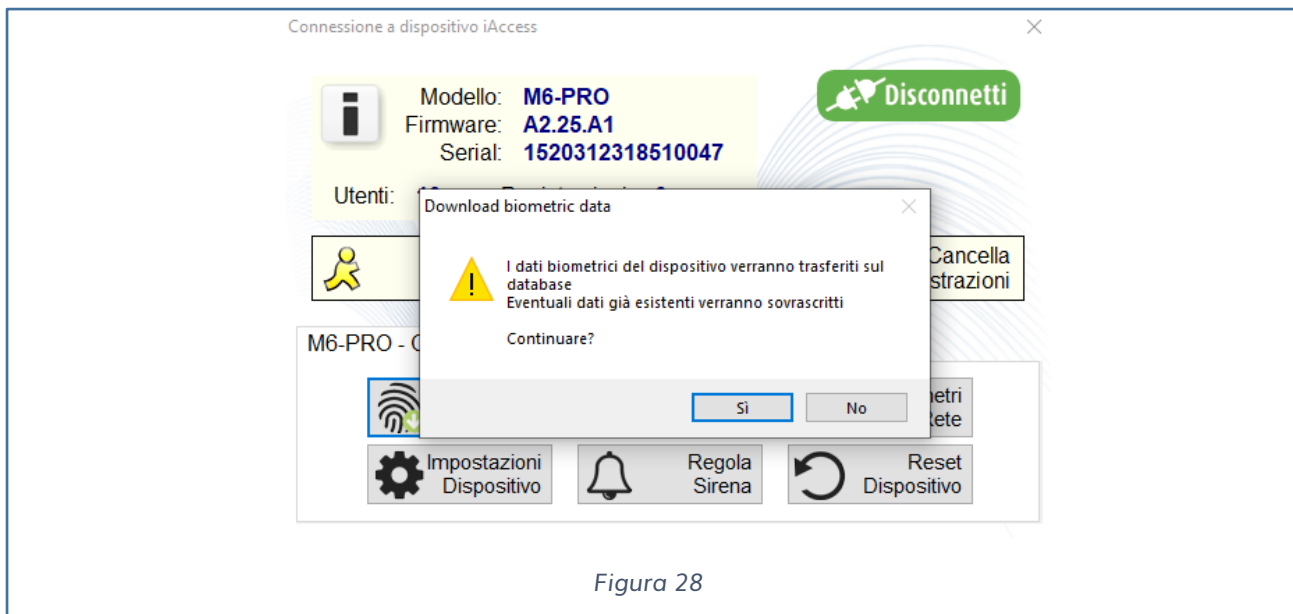 Connessione a dispositivo iAccess
Modello: M6-PRO
Disconnetti
Firmware: A2.25.A1
Serial: 1520312318510047
Utenti:
Download biometric data
I dati biometrici del dispositivo verranno trasferiti sul
database
Eventuali dati già esistenti verranno sovrascritti
Continuare?
Sì No
Cancella
strazioni
M6-PRO -
etri
Rete
Impostazioni
Dispositivo
Regola
Sirena
Reset
Dispositivo
Figura 28